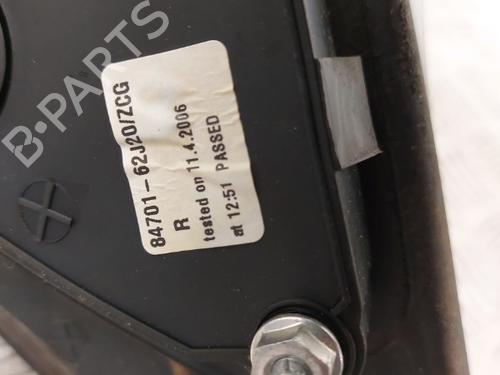 B-PARTS
84701-62J20/ZCG
R
tested on 11.4.2006
at 12:51 PASSED